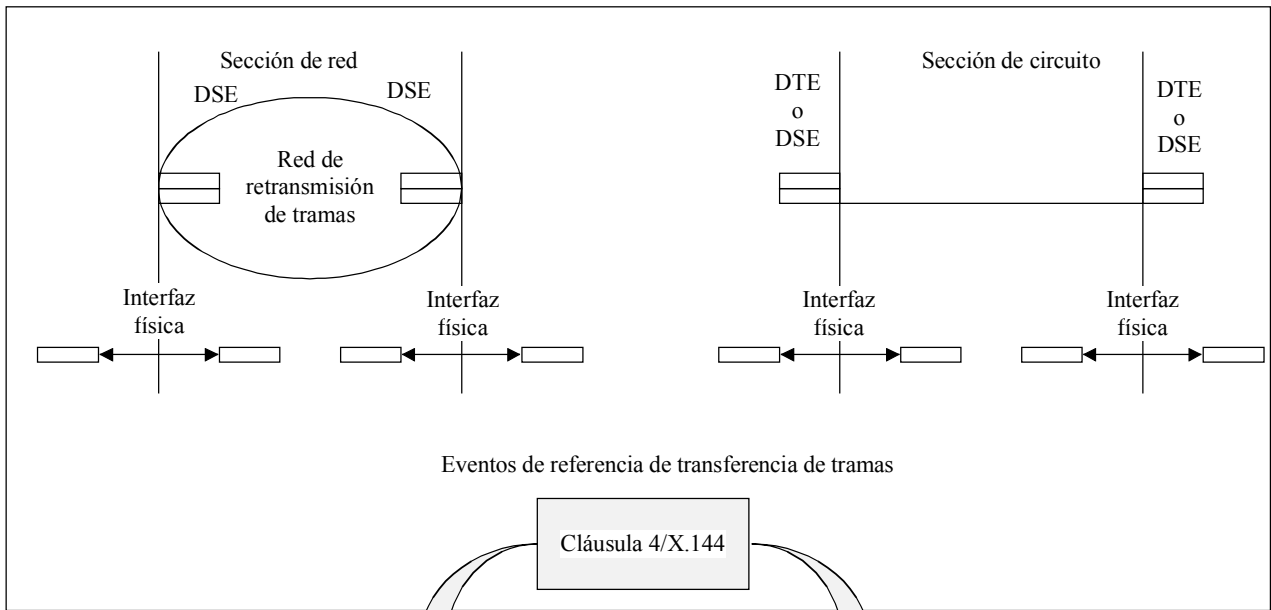 Sección de red
DSE
DSE
Red de
retransmisión
de tramas
Interfaz
física
Interfaz
física
Sección de circuito
DTE
o
DSE
DTE
o
DSE
Interfaz
física
Interfaz
física
Eventos de referencia de transferencia de tramas
Cláusula 4/X.144